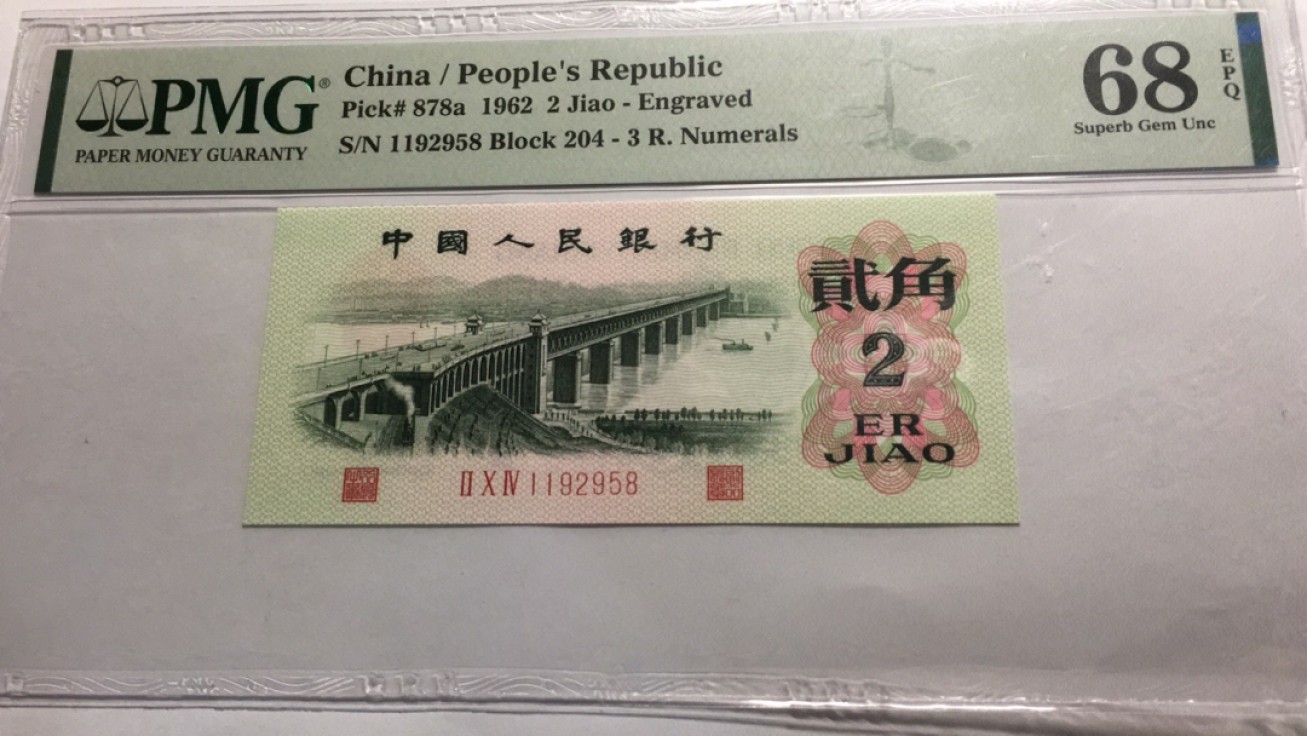 PMG®
PAPER MONEY GUARANTY
China / People's Republic
Pick# 878a 1962 2 Jiao - Engraved
S/N 1192958 Block 204 - 3 R. Numerals
68
EPQ
Superb Gem Unc
中國人民銀行
貳角
2
ER
JIAO
II X IV 1192958